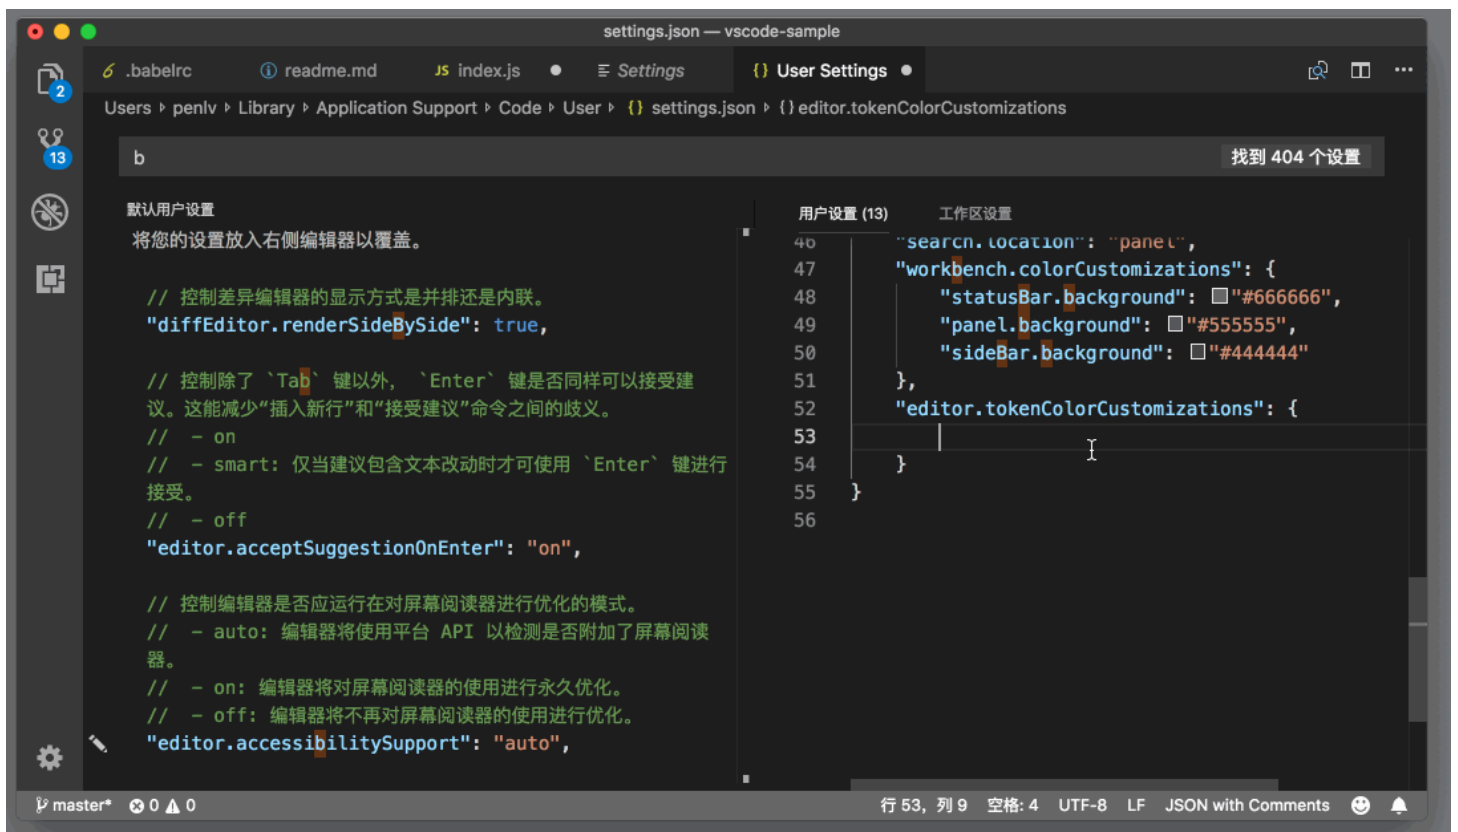 settings.json — vscode-sample
.babelrc
readme.md
JS index.js
Settings
{} User Settings
Users
penlv
Library
Application Support
Code
User
{} settings.json
{} editor.tokenColorCustomizations
2
13
b
找到 404 个设置
默认用户设置
将您的设置放入右侧编辑器以覆盖。
// 控制差异编辑器的显示方式是并排还是内联。
"diffEditor.renderSideBySide": true,
// 控制除了 `Tab` 键以外， `Enter` 键是否同样可以接受建
议。这能减少“插入新行”和“接受建议”命令之间的歧义。
//  - on
//  - smart: 仅当建议包含文本改动时才可使用 `Enter` 键进行
接受。
//  - off
"editor.acceptSuggestionOnEnter": "on",
// 控制编辑器是否应运行在对屏幕阅读器进行优化的模式。
//  - auto: 编辑器将使用平台 API 以检测是否附加了屏幕阅读
器。
//  - on: 编辑器将对屏幕阅读器的使用进行永久优化。
//  - off: 编辑器将不再对屏幕阅读器的使用进行优化。
"editor.accessibilitySupport": "auto",
用户设置 (13)
工作区设置
46 "search.location": "panel",
47 "workbench.colorCustomizations": {
48 "statusBar.background": "#666666",
49 "panel.background": "#555555",
50 "sideBar.background": "#444444"
51 },
52 "editor.tokenColorCustomizations": {
53
54 }
55 }
56
master*
0
0
行 53，列 9
空格: 4
UTF-8
LF
JSON with Comments